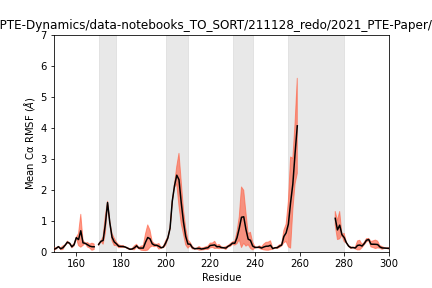 PTE-Dynamics/data-notebooks_TO_SORT/211128_redo/2021_PTE-Paper/
7
6
5
4
3
2
1
0
Mean Cα RMSF (Å)
160 180 200 220 240 260 280 300
Residue